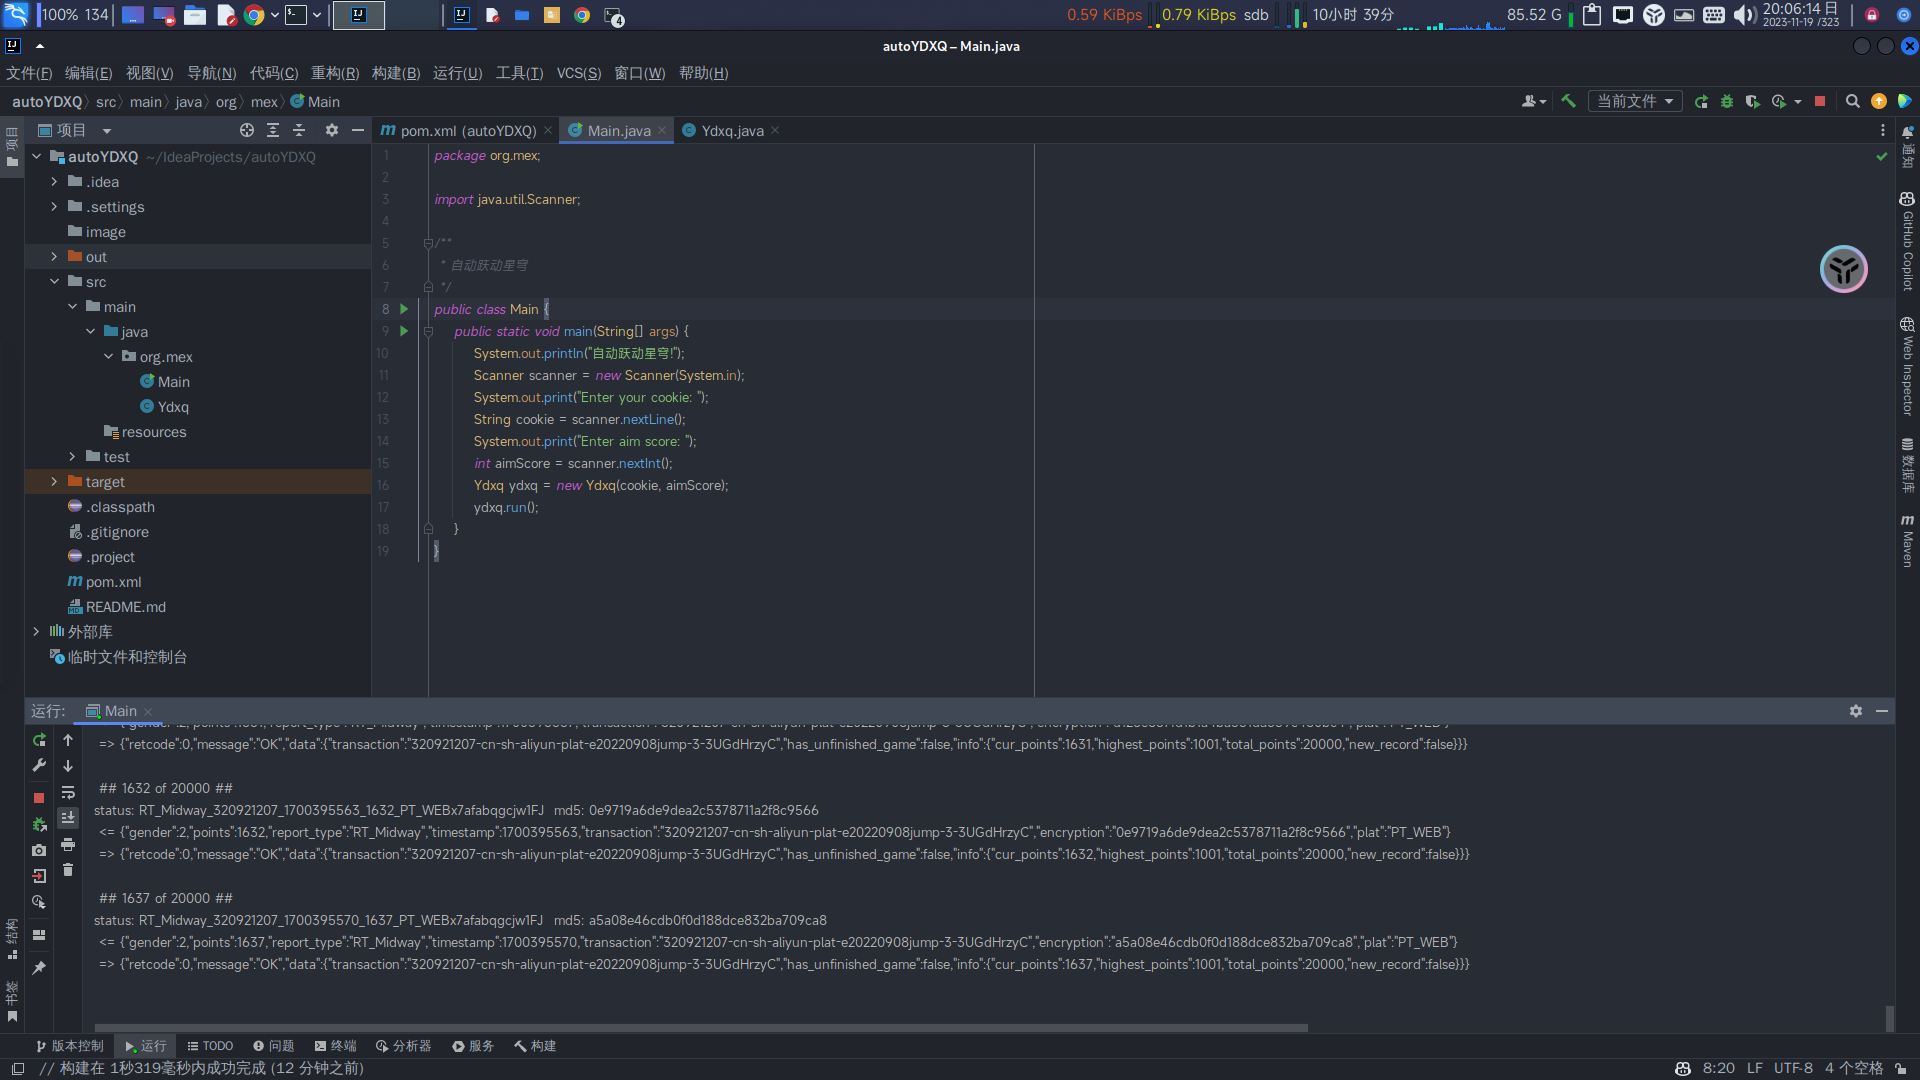 100% 134
0.59 KiBps 0.79 KiBps sdb 10小时 39分 85.52 G 20:06:14 日
2023-11-19 /323
autoYDXQ – Main.java
文件(F) 编辑(E) 视图(V) 导航(N) 代码(C) 重构(R) 构建(B) 运行(U) 工具(T) VCS(S) 窗口(W) 帮助(H)
autoYDXQ src main java org mex Main
当前文件
项目
pom.xml (autoYDXQ) Main.java Ydxq.java
autoYDXQ ~/IdeaProjects/autoYDXQ
.idea
.settings
image
out
src
main
java
org.mex
Main
Ydxq
resources
test
target
.classpath
.gitignore
.project
pom.xml
README.md
外部库
临时文件和控制台
项目
结构
书签
1 package org.mex;
2
3 import java.util.Scanner;
4
5 /**
6 * 自动跃动星穹
7 */
8 public class Main {
9 public static void main(String[] args) {
10 System.out.println("自动跃动星穹!");
11 Scanner scanner = new Scanner(System.in);
12 System.out.print("Enter your cookie: ");
13 String cookie = scanner.nextLine();
14 System.out.print("Enter aim score: ");
15 int aimScore = scanner.nextInt();
16 Ydxq ydxq = new Ydxq(cookie, aimScore);
17 ydxq.run();
18 }
19 }
通知
GitHub Copilot
Web Inspector
数据库
Maven
运行: Main
=> {"retcode":0,"message":"OK","data":{"transaction":"320921207-cn-sh-aliyun-plat-e20220908jump-3-3UGdHrzyC","has_unfinished_game":false,"info":{"cur_points":1631,"highest_points":1001,"total_points":20000,"new_record":false}}}
## 1632 of 20000 ##
status: RT_Midway_320921207_1700395563_1632_PT_WEBx7afabqgcjw1FJ md5: 0e9719a6de9dea2c5378711a2f8c9566
<= {"gender":2,"points":1632,"report_type":"RT_Midway","timestamp":1700395563,"transaction":"320921207-cn-sh-aliyun-plat-e20220908jump-3-3UGdHrzyC","encryption":"0e9719a6de9dea2c5378711a2f8c9566","plat":"PT_WEB"}
=> {"retcode":0,"message":"OK","data":{"transaction":"320921207-cn-sh-aliyun-plat-e20220908jump-3-3UGdHrzyC","has_unfinished_game":false,"info":{"cur_points":1632,"highest_points":1001,"total_points":20000,"new_record":false}}}
## 1637 of 20000 ##
status: RT_Midway_320921207_1700395570_1637_PT_WEBx7afabqgcjw1FJ md5: a5a08e46cdb0f0d188dce832ba709ca8
<= {"gender":2,"points":1637,"report_type":"RT_Midway","timestamp":1700395570,"transaction":"320921207-cn-sh-aliyun-plat-e20220908jump-3-3UGdHrzyC","encryption":"a5a08e46cdb0f0d188dce832ba709ca8","plat":"PT_WEB"}
=> {"retcode":0,"message":"OK","data":{"transaction":"320921207-cn-sh-aliyun-plat-e20220908jump-3-3UGdHrzyC","has_unfinished_game":false,"info":{"cur_points":1637,"highest_points":1001,"total_points":20000,"new_record":false}}}
版本控制 运行 TODO 问题 终端 分析器 服务 构建
// 构建在 1秒319毫秒内成功完成 (12 分钟之前) 8:20 LF UTF-8 4 个空格